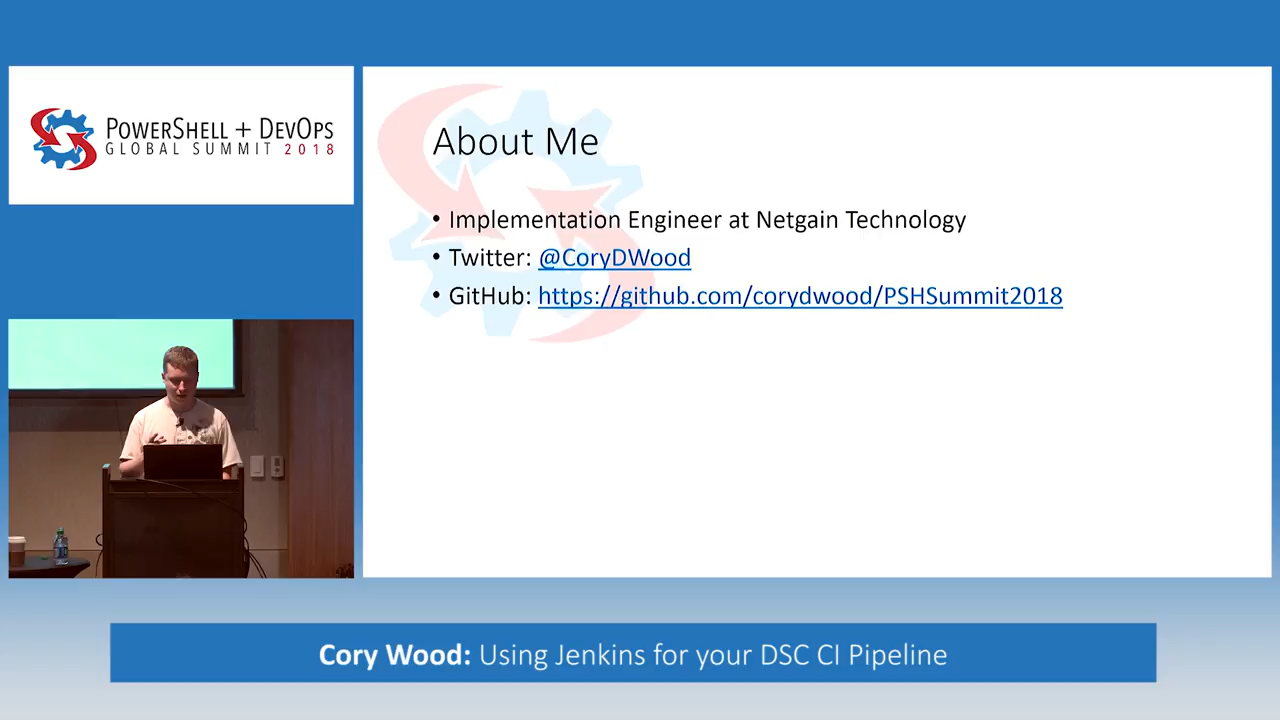 PowerShell + DevOps
GLOBAL SUMMIT 2018
About Me
• Implementation Engineer at Netgain Technology
• Twitter: @CoryDWood
• GitHub: https://github.com/corydwood/PSHSummit2018
Cory Wood: Using Jenkins for your DSC CI Pipeline